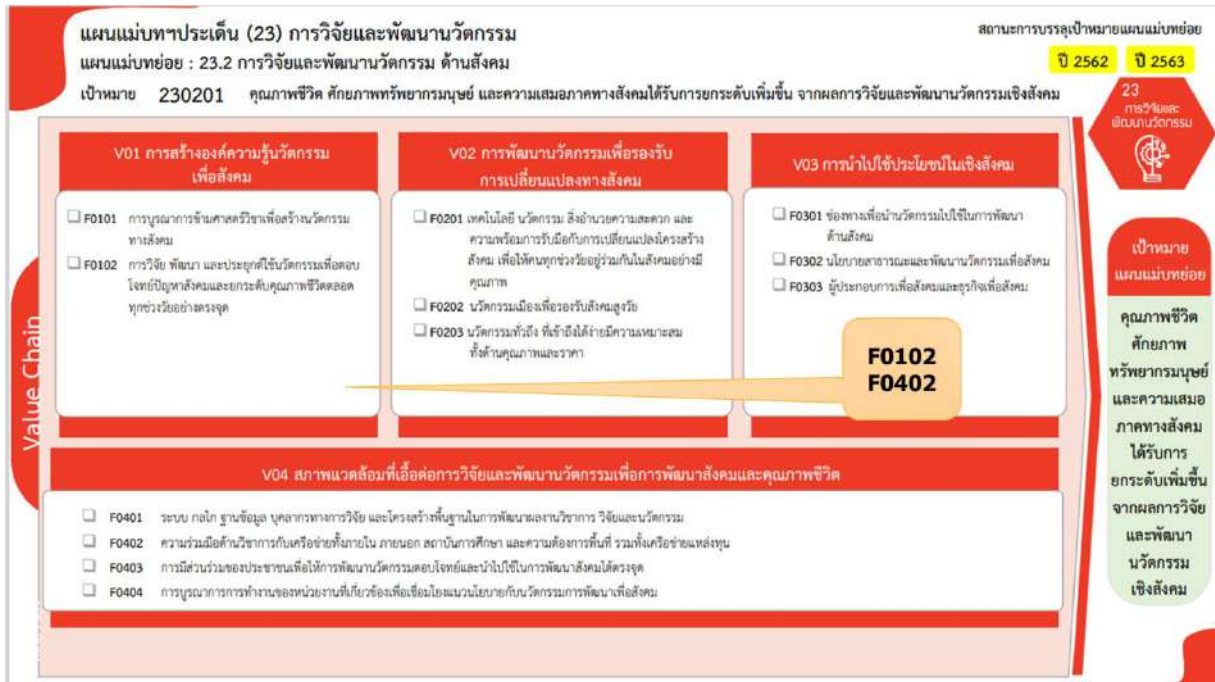 แผนแม่บทฯประเด็น (23) การวิจัยและพัฒนานวัตกรรม
แผนแม่บทย่อย : 23.2 การวิจัยและพัฒนานวัตกรรม ด้านสังคม
เป้าหมาย 230201 คุณภาพชีวิต ศักยภาพทรัพยากรมนุษย์ และความเสมอภาคทางสังคมได้รับการยกระดับเพิ่มขึ้น จากผลการวิจัยและพัฒนานวัตกรรมเชิงสังคม
สถานะการบรรลุเป้าหมายแผนแม่บทย่อย
ปี 2562 ปี 2563
23
การวิจัยและ
พัฒนานวัตกรรม
Value Chain
V01 การสร้างองค์ความรู้นวัตกรรม
เพื่อสังคม
F0101 การบูรณาการข้ามศาสตร์วิชาเพื่อสร้างนวัตกรรม
ทางสังคม
F0102 การวิจัย พัฒนา และประยุกต์ใช้นวัตกรรมเพื่อตอบ
โจทย์ปัญหาสังคมและยกระดับคุณภาพชีวิตตลอด
ทุกช่วงวัยอย่างตรงจุด
V02 การพัฒนานวัตกรรมเพื่อรองรับ
การเปลี่ยนแปลงทางสังคม
F0201 เทคโนโลยี นวัตกรรม สิ่งอำนวยความสะดวก และ
ความพร้อมการรับมือกับการเปลี่ยนแปลงโครงสร้าง
สังคม เพื่อให้คนทุกช่วงวัยอยู่ร่วมกันในสังคมอย่างมี
คุณภาพ
F0202 นวัตกรรมเมืองเพื่อรองรับสังคมสูงวัย
F0203 นวัตกรรมทั่วถึง ที่เข้าถึงได้ง่ายมีความเหมาะสม
ทั้งด้านคุณภาพและราคา
V03 การนำไปใช้ประโยชน์ในเชิงสังคม
F0301 ช่องทางเพื่อนำนวัตกรรมไปใช้ในการพัฒนา
ด้านสังคม
F0302 นโยบายสาธารณะและพัฒนานวัตกรรมเพื่อสังคม
F0303 ผู้ประกอบการเพื่อสังคมและธุรกิจเพื่อสังคม
F0102
F0402
V04 สภาพแวดล้อมที่เอื้อต่อการวิจัยและพัฒนานวัตกรรมเพื่อการพัฒนาสังคมและคุณภาพชีวิต
F0401 ระบบ กลไก ฐานข้อมูล บุคลากรทางการวิจัย และโครงสร้างพื้นฐานในการพัฒนาผลงานวิชาการ วิจัยและนวัตกรรม
F0402 ความร่วมมือด้านวิชาการกับเครือข่ายทั้งภายใน ภายนอก สถาบันการศึกษา และความต้องการพื้นที่ รวมทั้งเครือข่ายแหล่งทุน
F0403 การมีส่วนร่วมของประชาชนเพื่อให้การพัฒนานวัตกรรมตอบโจทย์และนำไปใช้ในการพัฒนาสังคมได้ตรงจุด
F0404 การบูรณาการการทำงานของหน่วยงานที่เกี่ยวข้องเพื่อเชื่อมโยงแนวนโยบายกับนวัตกรรมการพัฒนาเพื่อสังคม
เป้าหมาย
แผนแม่บทย่อย
คุณภาพชีวิต
ศักยภาพ
ทรัพยากรมนุษย์
และความเสมอ
ภาคทางสังคม
ได้รับการ
ยกระดับเพิ่มขึ้น
จากผลการวิจัย
และพัฒนา
นวัตกรรม
เชิงสังคม